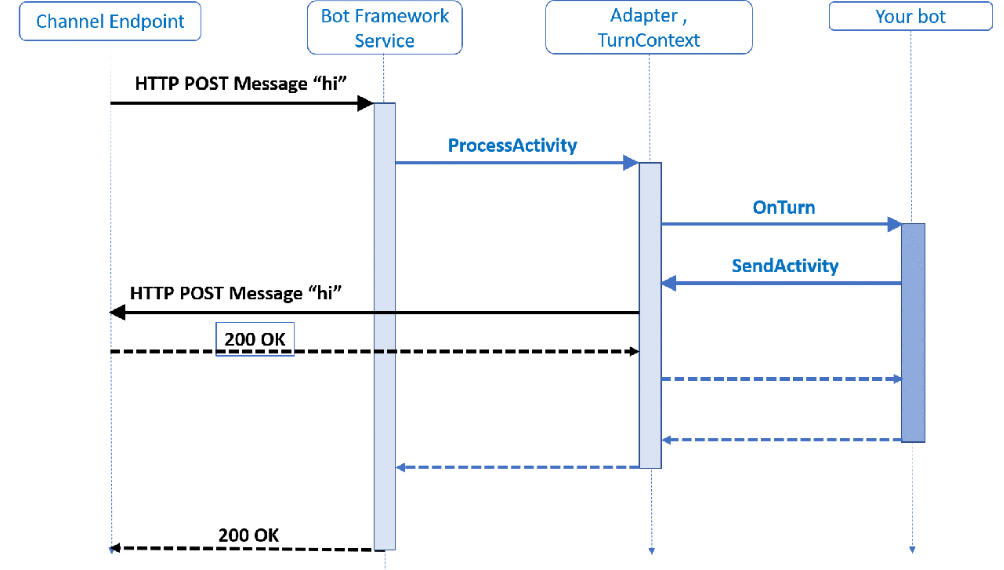 Channel Endpoint
Bot Framework
Service
Adapter ,
TurnContext
Your bot
HTTP POST Message “hi”
ProcessActivity
OnTurn
SendActivity
HTTP POST Message “hi”
200 OK
200 OK